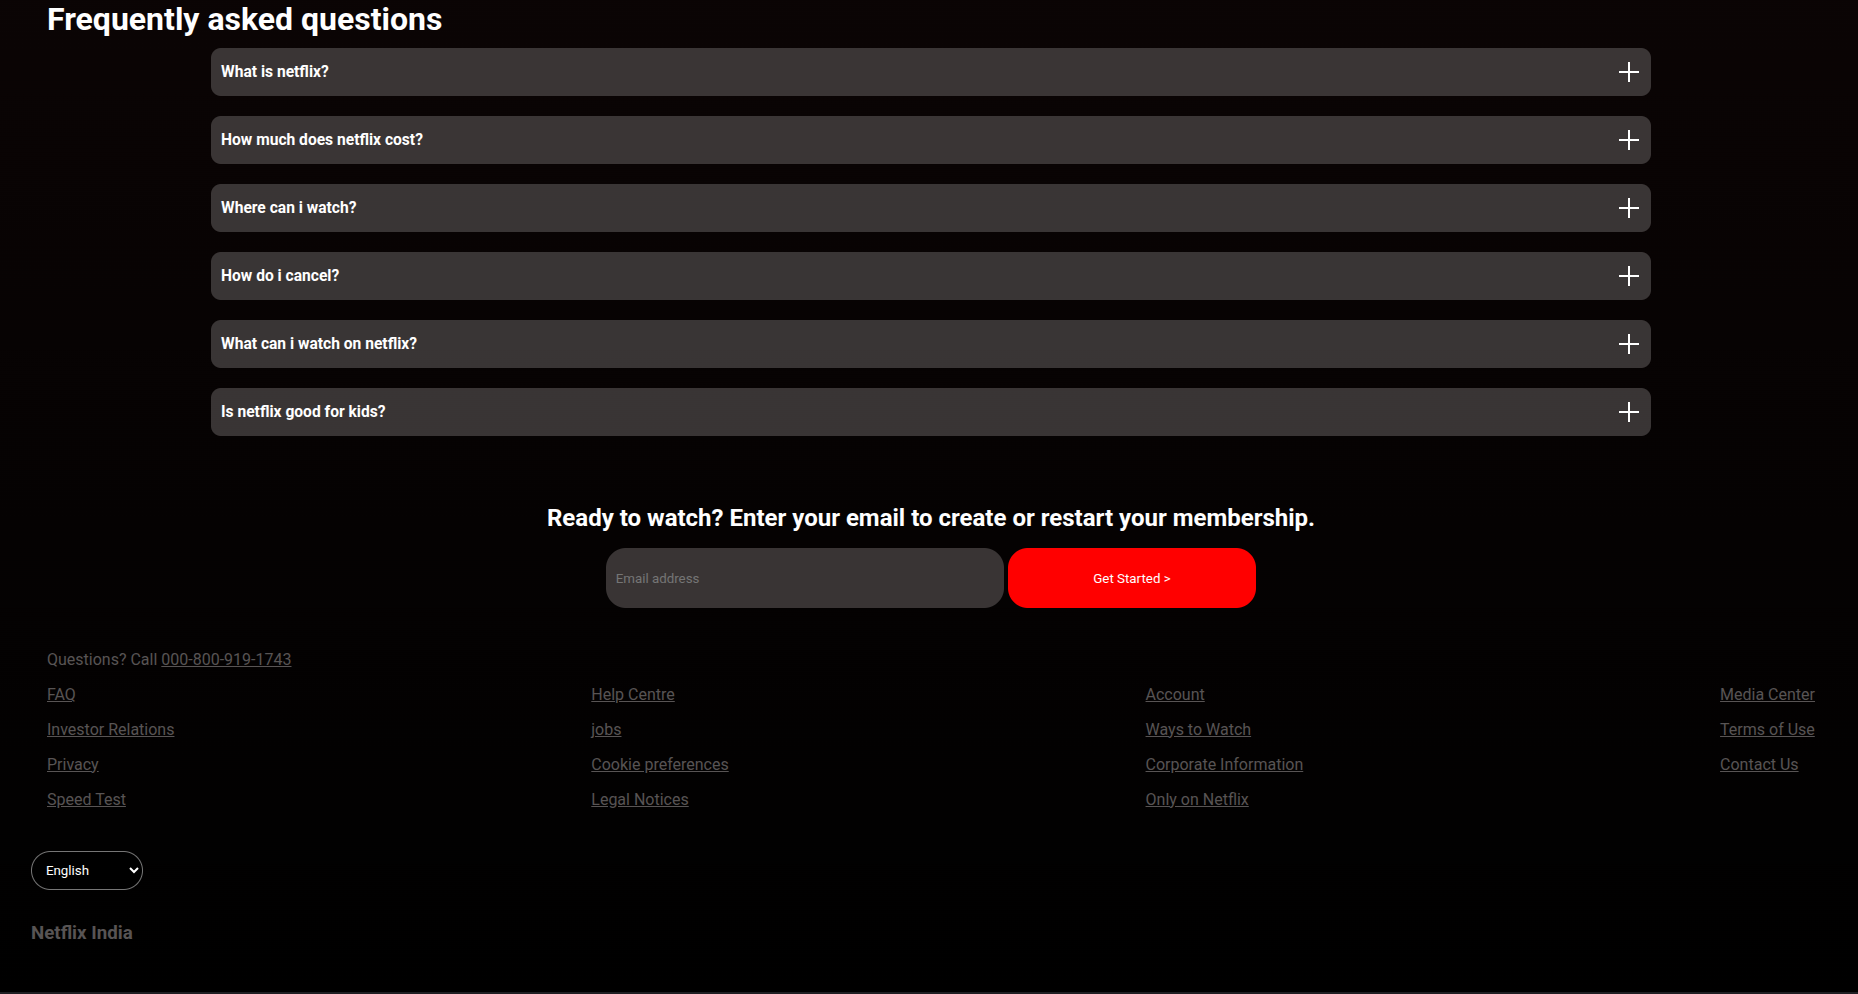 Frequently asked questions
What is netflix?
How much does netflix cost?
Where can i watch?
How do i cancel?
What can i watch on netflix?
Is netflix good for kids?
Ready to watch? Enter your email to create or restart your membership.
Email address
Get Started >
Questions? Call 000-800-919-1743
FAQ Help Centre Account Media Center
Investor Relations jobs Ways to Watch Terms of Use
Privacy Cookie preferences Corporate Information Contact Us
Speed Test Legal Notices Only on Netflix
English
Netflix India